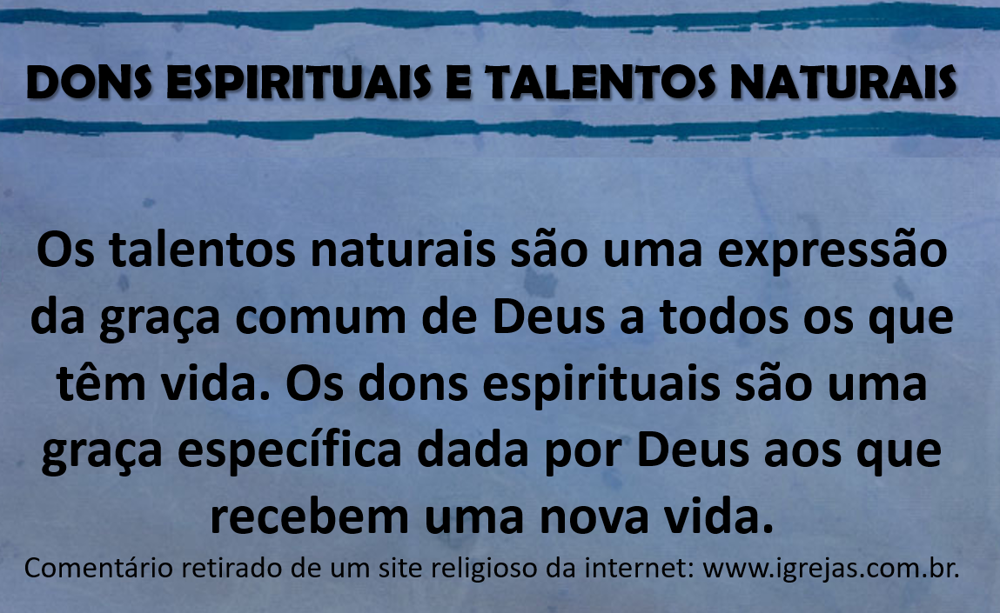 DONS ESPIRITUAIS E TALENTOS NATURAIS
Os talentos naturais são uma expressão
da graça comum de Deus a todos os que
têm vida. Os dons espirituais são uma
graça específica dada por Deus aos que
recebem uma nova vida.
Comentário retirado de um site religioso da internet: www.igrejas.com.br.